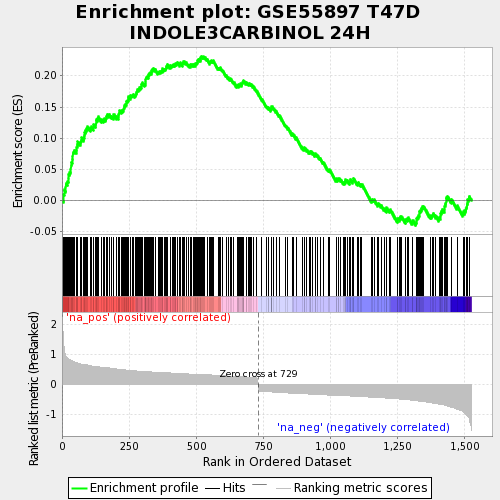 Enrichment plot: GSE55897 T47D
INDOLE3CARBINOL 24H
Enrichment score (ES)
0.20
0.15
0.10
0.05
0.00
-0.05
'na_pos' (positively correlated)
Ranked list metric (PreRanked)
2
1
0
-1
Zero cross at 729
'na_neg' (negatively correlated)
0
250
500
750
1,000
1,250
1,500
Rank in Ordered Dataset
Enrichment profile
Hits
Ranking metric scores